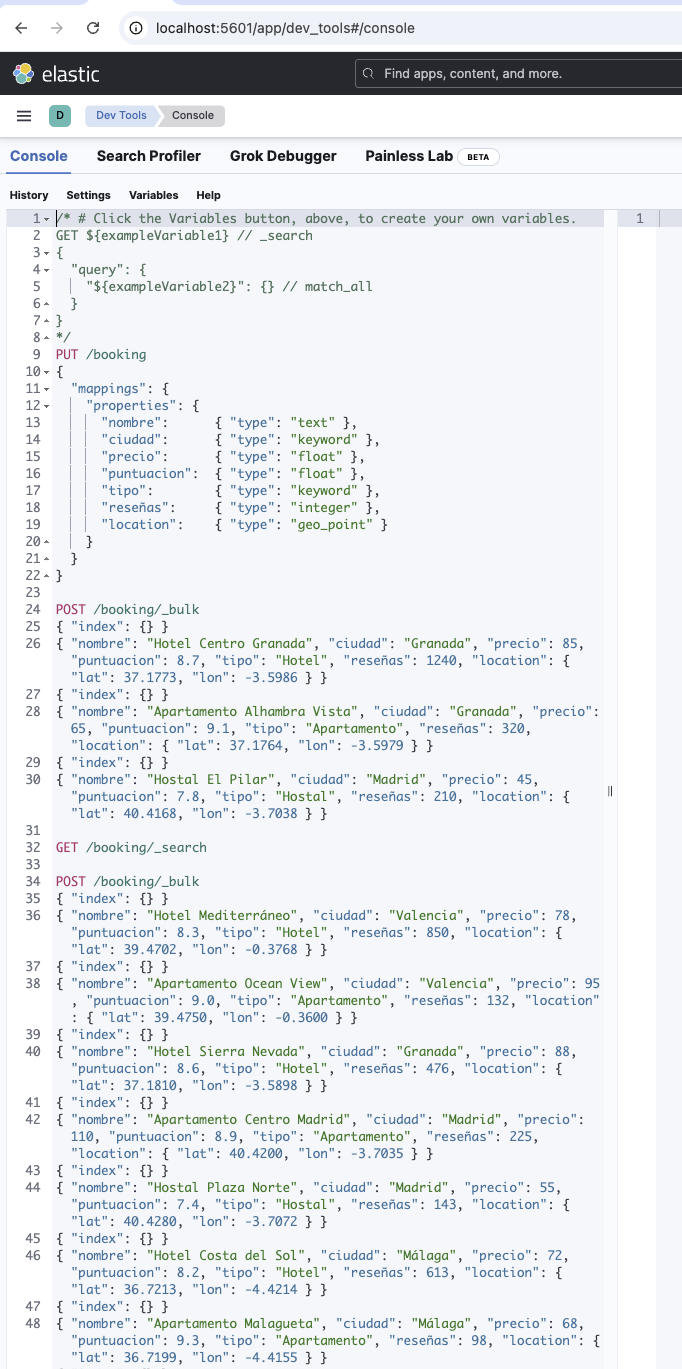 localhost:5601/app/dev_tools#/console
elastic
Find apps, content, and more.
D
Dev Tools
Console
Console
Search Profiler
Grok Debugger
Painless Lab
BETA
History
Settings
Variables
Help
1 /* # Click the Variables button, above, to create your own variables.
1
2 GET ${exampleVariable1} // _search
3 {
4 "query": {
5 "${exampleVariable2}": {} // match_all
6 }
7 }
8 */
9 PUT /booking
10 {
11 "mappings": {
12 "properties": {
13 "nombre": { "type": "text" },
14 "ciudad": { "type": "keyword" },
15 "precio": { "type": "float" },
16 "puntuacion": { "type": "float" },
17 "tipo": { "type": "keyword" },
18 "reseñas": { "type": "integer" },
19 "location": { "type": "geo_point" }
20 }
21 }
22 }
23
24 POST /booking/_bulk
25 { "index": {} }
26 { "nombre": "Hotel Centro Granada", "ciudad": "Granada", "precio": 85,
"puntuacion": 8.7, "tipo": "Hotel", "reseñas": 1240, "location": {
"lat": 37.1773, "lon": -3.5986 } }
27 { "index": {} }
28 { "nombre": "Apartamento Alhambra Vista", "ciudad": "Granada", "precio":
65, "puntuacion": 9.1, "tipo": "Apartamento", "reseñas": 320,
"location": { "lat": 37.1764, "lon": -3.5979 } }
29 { "index": {} }
30 { "nombre": "Hostal El Pilar", "ciudad": "Madrid", "precio": 45,
"puntuacion": 7.8, "tipo": "Hostal", "reseñas": 210, "location": {
"lat": 40.4168, "lon": -3.7038 } }
31
32 GET /booking/_search
33
34 POST /booking/_bulk
35 { "index": {} }
36 { "nombre": "Hotel Mediterráneo", "ciudad": "Valencia", "precio": 78,
"puntuacion": 8.3, "tipo": "Hotel", "reseñas": 850, "location": {
"lat": 39.4702, "lon": -0.3768 } }
37 { "index": {} }
38 { "nombre": "Apartamento Ocean View", "ciudad": "Valencia", "precio": 95
, "puntuacion": 9.0, "tipo": "Apartamento", "reseñas": 132, "location"
: { "lat": 39.4750, "lon": -0.3600 } }
39 { "index": {} }
40 { "nombre": "Hotel Sierra Nevada", "ciudad": "Granada", "precio": 88,
"puntuacion": 8.6, "tipo": "Hotel", "reseñas": 476, "location": {
"lat": 37.1810, "lon": -3.5898 } }
41 { "index": {} }
42 { "nombre": "Apartamento Centro Madrid", "ciudad": "Madrid", "precio":
110, "puntuacion": 8.9, "tipo": "Apartamento", "reseñas": 225,
"location": { "lat": 40.4200, "lon": -3.7035 } }
43 { "index": {} }
44 { "nombre": "Hostal Plaza Norte", "ciudad": "Madrid", "precio": 55,
"puntuacion": 7.4, "tipo": "Hostal", "reseñas": 143, "location": {
"lat": 40.4280, "lon": -3.7072 } }
45 { "index": {} }
46 { "nombre": "Hotel Costa del Sol", "ciudad": "Málaga", "precio": 72,
"puntuacion": 8.2, "tipo": "Hotel", "reseñas": 613, "location": {
"lat": 36.7213, "lon": -4.4214 } }
47 { "index": {} }
48 { "nombre": "Apartamento Malagueta", "ciudad": "Málaga", "precio": 68,
"puntuacion": 9.3, "tipo": "Apartamento", "reseñas": 98, "location": {
"lat": 36.7199, "lon": -4.4155 } }